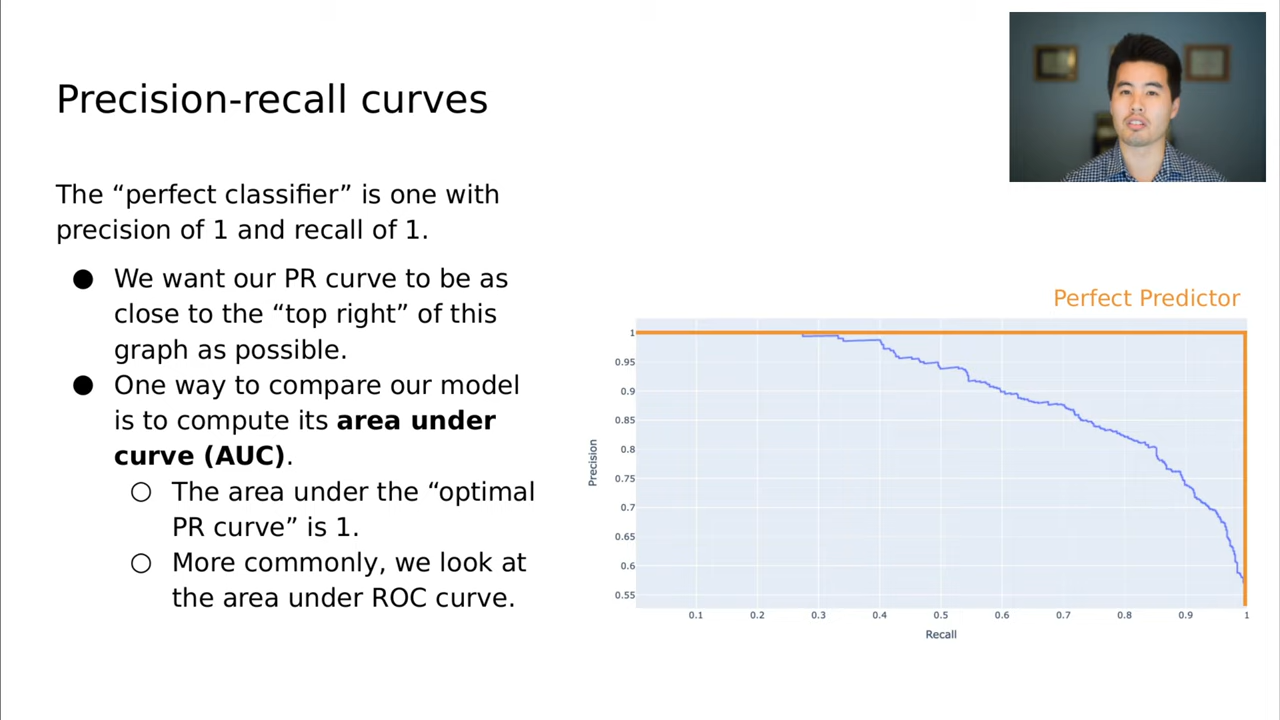 Precision-recall curves
The “perfect classifier” is one with
precision of 1 and recall of 1.
● We want our PR curve to be as
close to the “top right” of this
graph as possible.
● One way to compare our model
is to compute its area under
curve (AUC).
○ The area under the “optimal
PR curve” is 1.
○ More commonly, we look at
the area under ROC curve.
Perfect Predictor
1
0.95
0.9
0.85
0.8
0.75
0.7
0.65
0.6
0.55
Precision
0.1 0.2 0.3 0.4 0.5 0.6 0.7 0.8 0.9 1
Recall